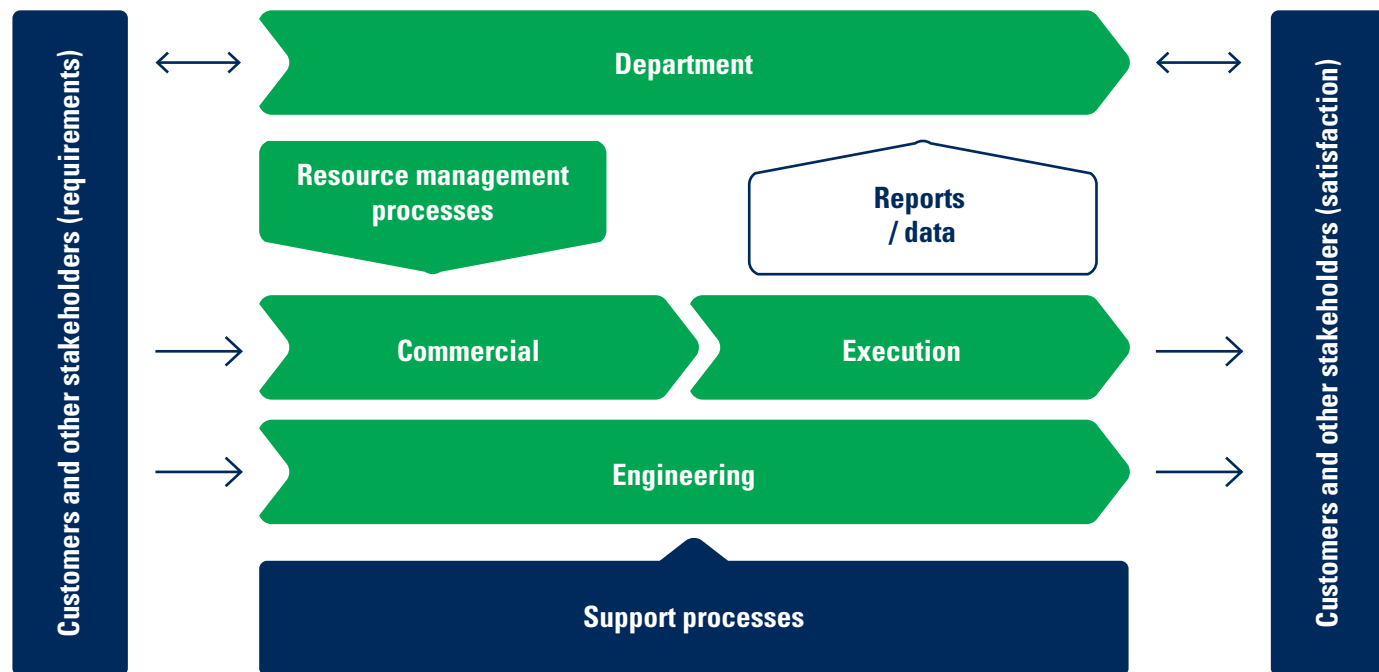 Customers and other stakeholders (requirements)
Department
Resource management
processes
Reports
/ data
Commercial
Execution
Engineering
Support processes
Customers and other stakeholders (satisfaction)